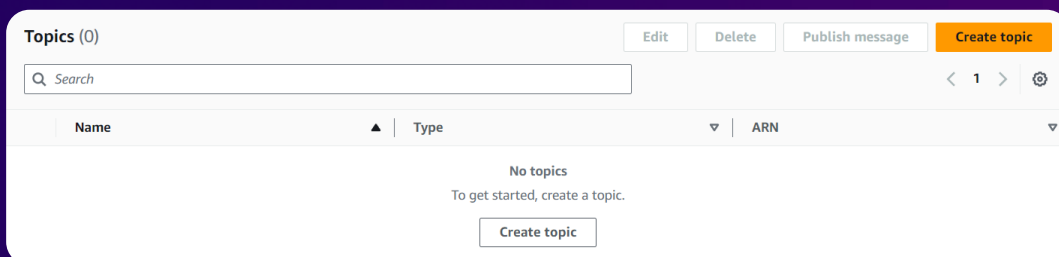 Topics (0)
Edit
Delete
Publish message
Create topic
Search
1
Name
Type
ARN
No topics
To get started, create a topic.
Create topic